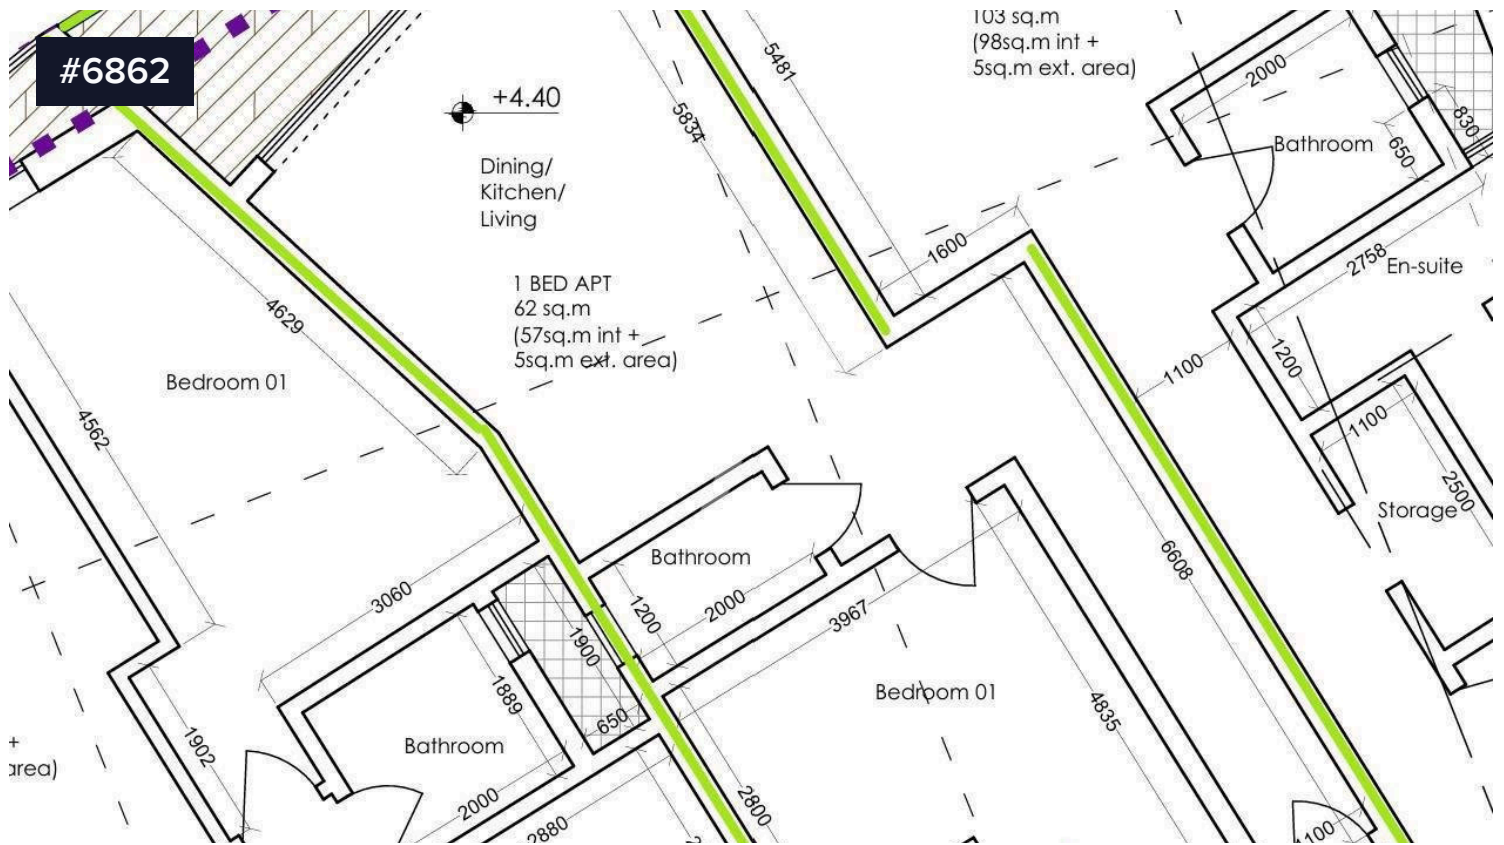 #6862
103 sq.m
(98sq.m int +
5sq.m ext. area)
5481
2000
830
+4.40
5834
Bathroom
650
Dining/
Kitchen/
Living
1600
2758
En-suite
1 BED APT
62 sq.m
(57sq.m int +
5sq.m ext. area)
4629
1200
1100
Bedroom 01
4562
1100
2500
Storage
Bathroom
6608
3060
1200
2000
3967
1900
1889
Bedroom 01
4835
650
1902
Bathroom
+
area)
2000
2800
2880
1100